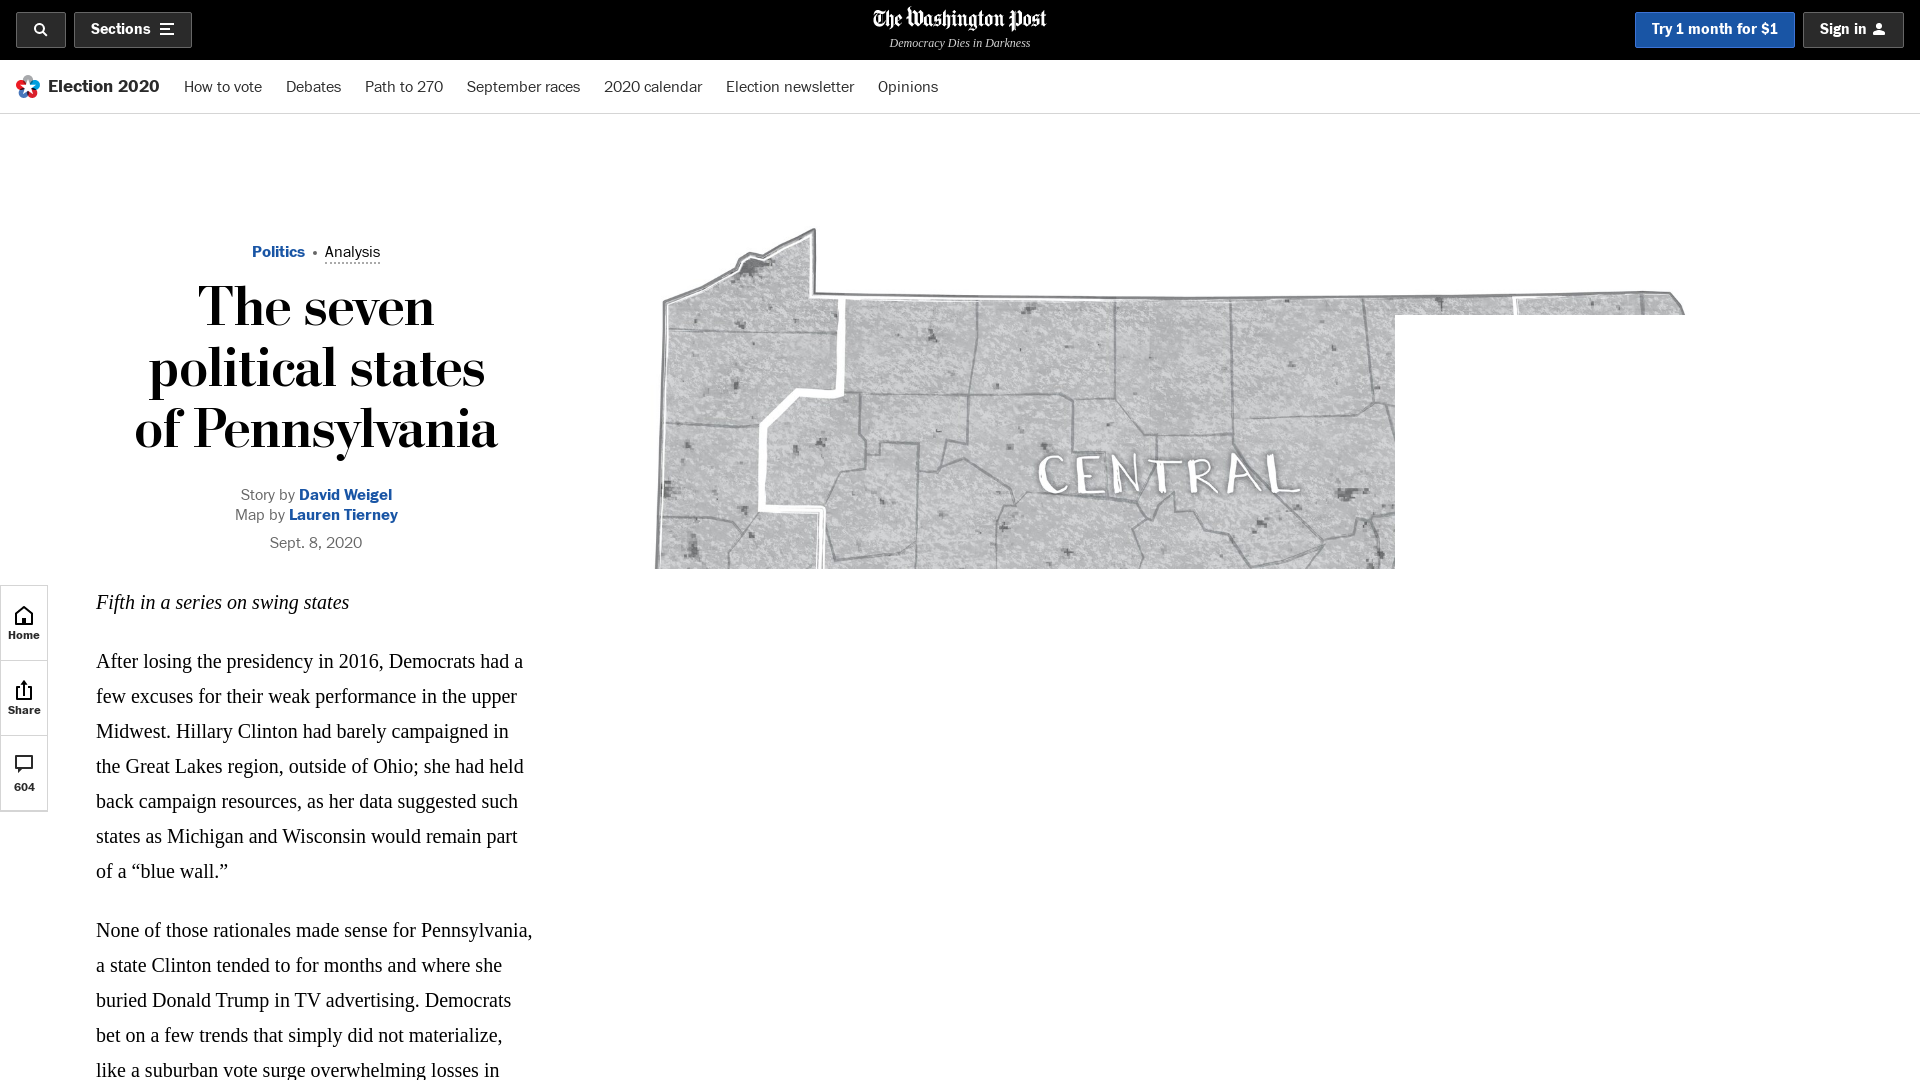 Sections
The Washington Post
Democracy Dies in Darkness
Try 1 month for $1
Sign in
Election 2020
How to vote
Debates
Path to 270
September races
2020 calendar
Election newsletter
Opinions
Politics • Analysis
The seven
political states
of Pennsylvania
Story by David Weigel
Map by Lauren Tierney
Sept. 8, 2020
CENTRAL
Home
Share
604
Fifth in a series on swing states
After losing the presidency in 2016, Democrats had a
few excuses for their weak performance in the upper
Midwest. Hillary Clinton had barely campaigned in
the Great Lakes region, outside of Ohio; she had held
back campaign resources, as her data suggested such
states as Michigan and Wisconsin would remain part
of a “blue wall.”
None of those rationales made sense for Pennsylvania,
a state Clinton tended to for months and where she
buried Donald Trump in TV advertising. Democrats
bet on a few trends that simply did not materialize,
like a suburban vote surge overwhelming losses in